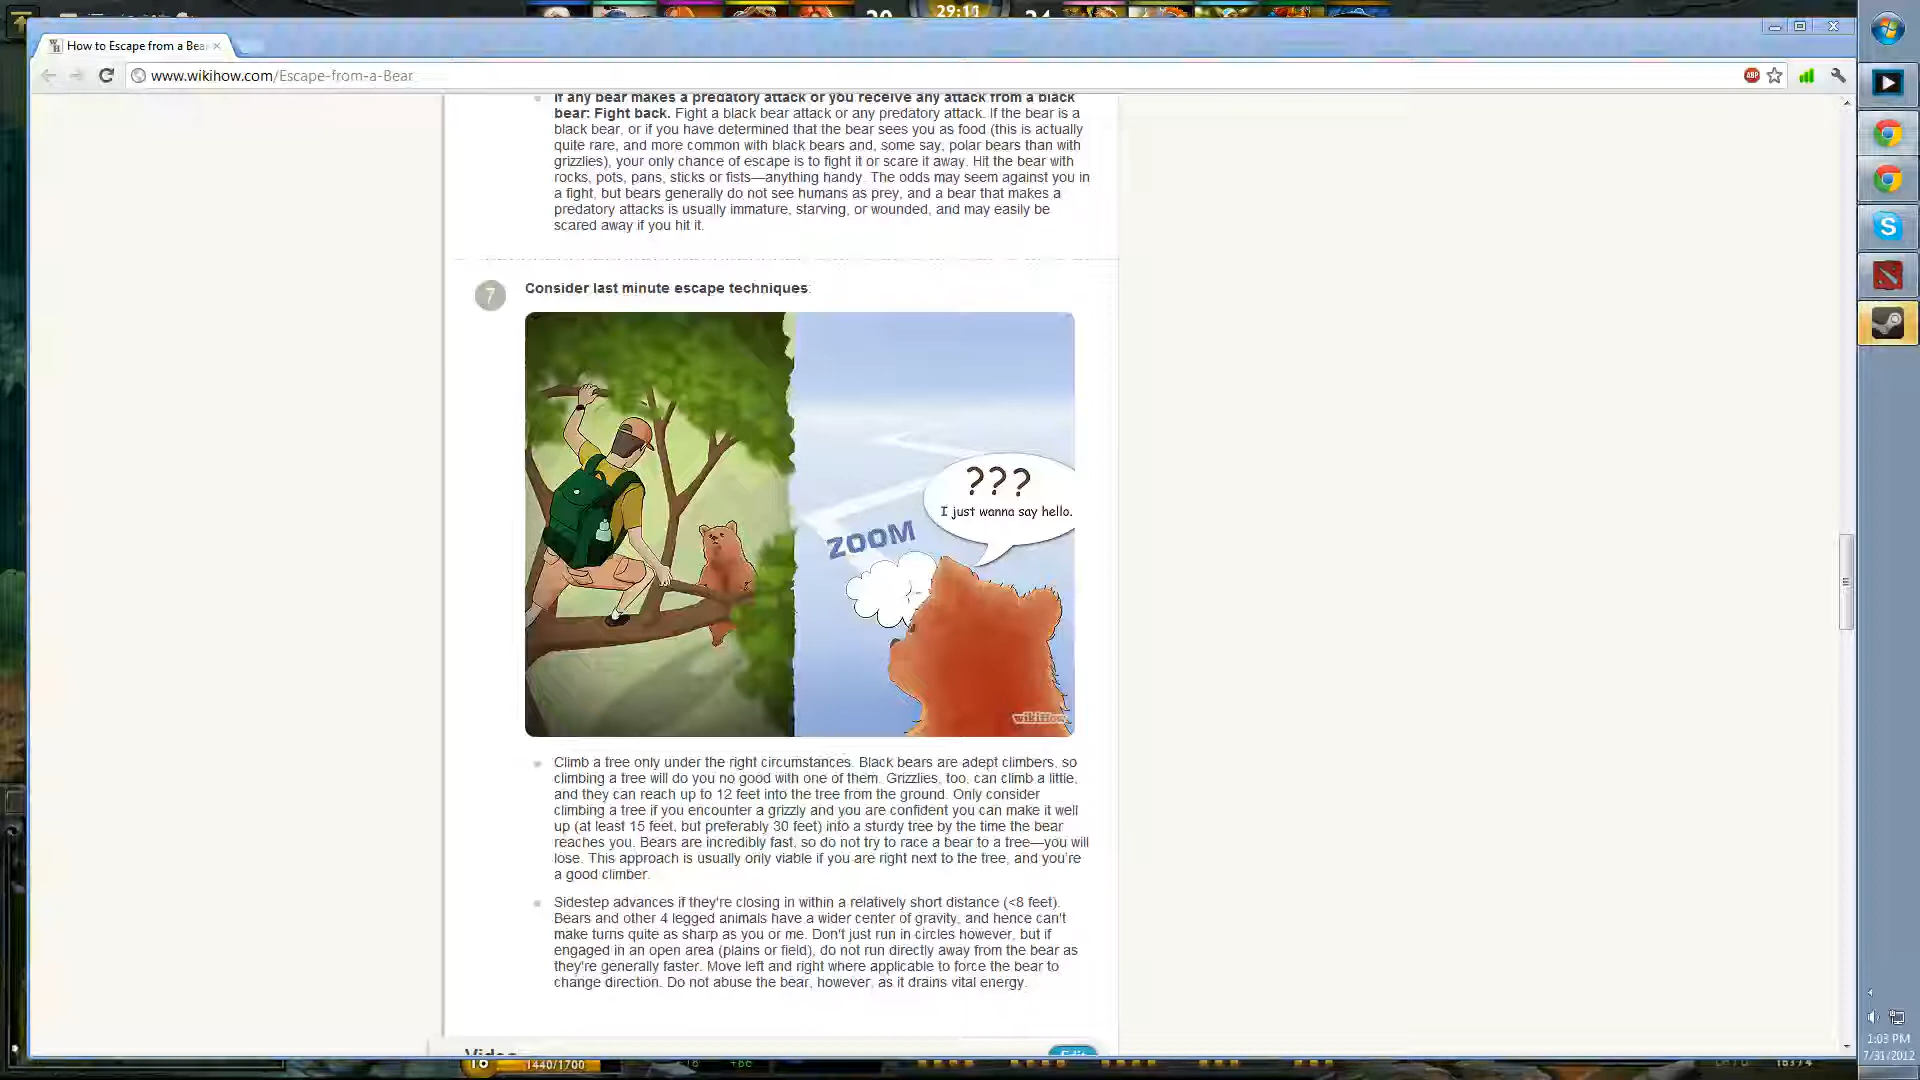 29:11
How to Escape from a Bea
www.wikihow.com/Escape-from-a-Bear
ABP
If any bear makes a predatory attack or you receive any attack from a black
bear: Fight back. Fight a black bear attack or any predatory attack. If the bear is a
black bear, or if you have determined that the bear sees you as food (this is actually
quite rare, and more common with black bears and, some say, polar bears than with
grizzlies), your only chance of escape is to fight it or scare it away. Hit the bear with
rocks, pots, pans, sticks or fists—anything handy. The odds may seem against you in
a fight, but bears generally do not see humans as prey, and a bear that makes a
predatory attacks is usually immature, starving, or wounded, and may easily be
scared away if you hit it.
7
Consider last minute escape techniques:
???
I just wanna say hello.
ZOOM
wikiHow
Climb a tree only under the right circumstances. Black bears are adept climbers, so
climbing a tree will do you no good with one of them. Grizzlies, too, can climb a little,
and they can reach up to 12 feet into the tree from the ground. Only consider
climbing a tree if you encounter a grizzly and you are confident you can make it well
up (at least 15 feet, but preferably 30 feet) into a sturdy tree by the time the bear
reaches you. Bears are incredibly fast, so do not try to race a bear to a tree—you will
lose. This approach is usually only viable if you are right next to the tree, and you're
a good climber.
Sidestep advances if they're closing in within a relatively short distance (<8 feet).
Bears and other 4 legged animals have a wider center of gravity, and hence can't
make turns quite as sharp as you or me. Don't just run in circles however, but if
engaged in an open area (plains or field), do not run directly away from the bear as
they're generally faster. Move left and right where applicable to force the bear to
change direction. Do not abuse the bear, however, as it drains vital energy.
Video
Edit
16
1440/1700
1:03 PM
7/31/2012